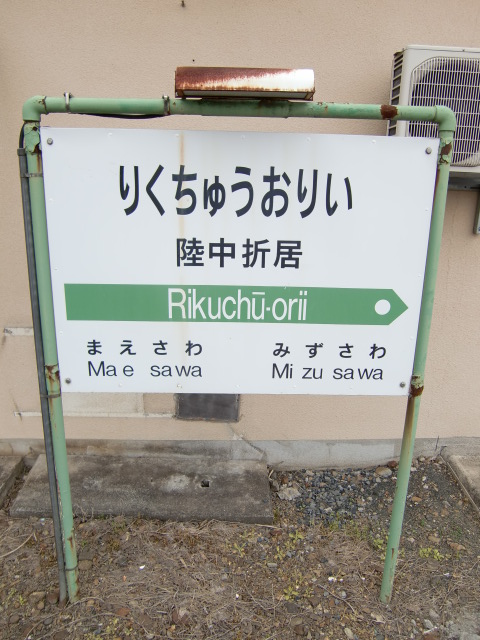 りくちゅうおりい
陸中折居
Rikuchū-orii
まえさわ みずさわ
Mae sawa Mi zu sawa